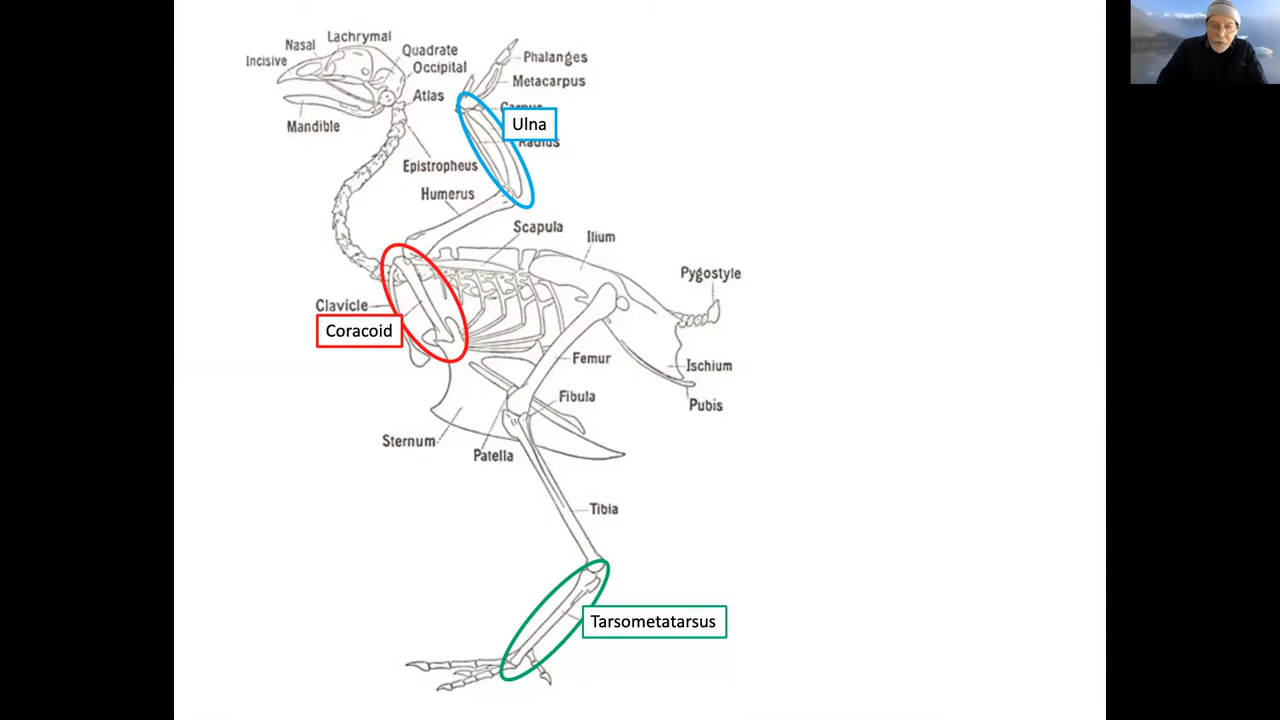 Lachrymal
Nasal
Incisive
Quadrate
Occipital
Atlas
Mandible
Phalanges
Metacarpus
Carpus
Ulna
Radius
Epistropheus
Humerus
Scapula
Ilium
Pygostyle
Clavicle
Coracoid
Femur
Ischium
Fibula
Pubis
Sternum
Patella
Tibia
Tarsometatarsus